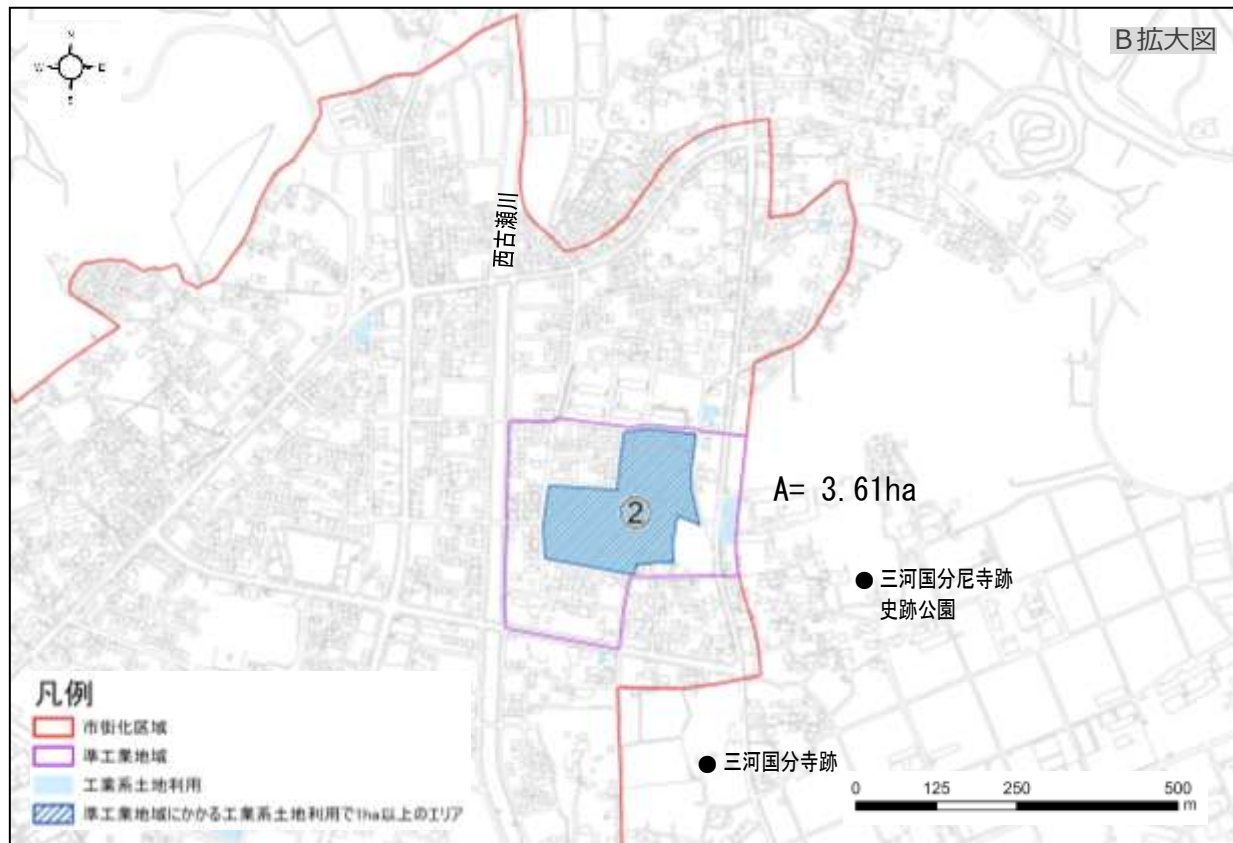 B拡大図
N
W
E
S
西古瀬川
②
A= 3.61ha
● 三河国分尼寺跡
史跡公園
● 三河国分寺跡
凡例
市街化区域
準工業地域
工業系土地利用
準工業地域にかかる工業系土地利用で1ha以上のエリア
0 125 250 500
m